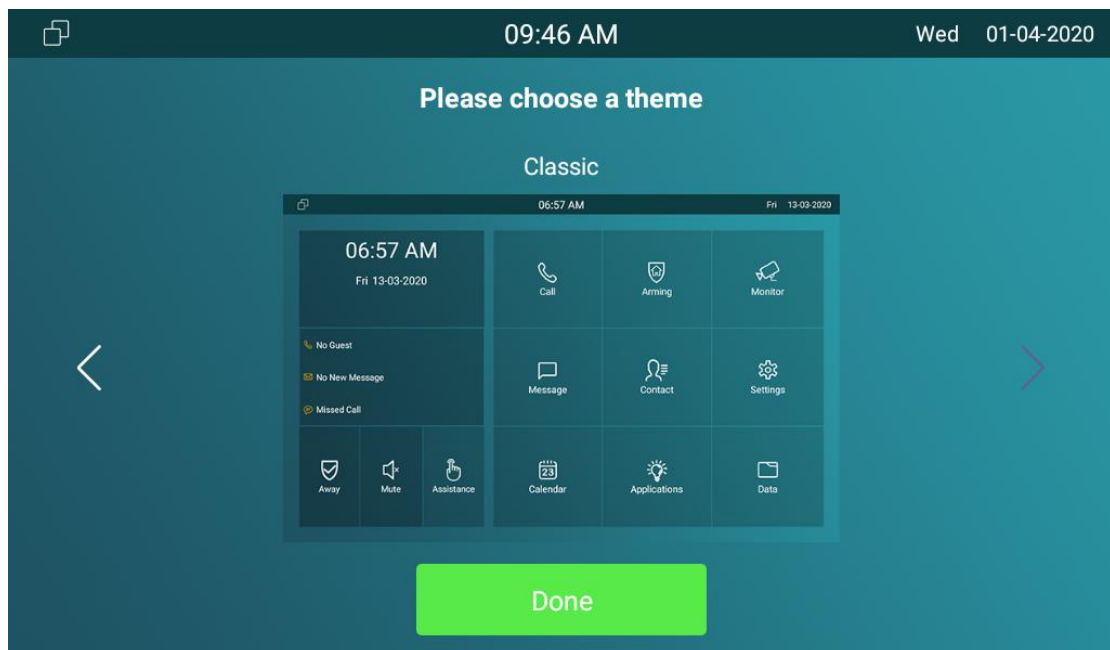 09:46 AM Wed 01-04-2020
Please choose a theme
Classic
06:57 AM Fri 13-03-2020
06:57 AM
Fri 13-03-2020
Call Arming Monitor
No Guest
No New Message
Missed Call
Message Contact Settings
Away Mute Assistance
23
Calendar Applications Data
Done